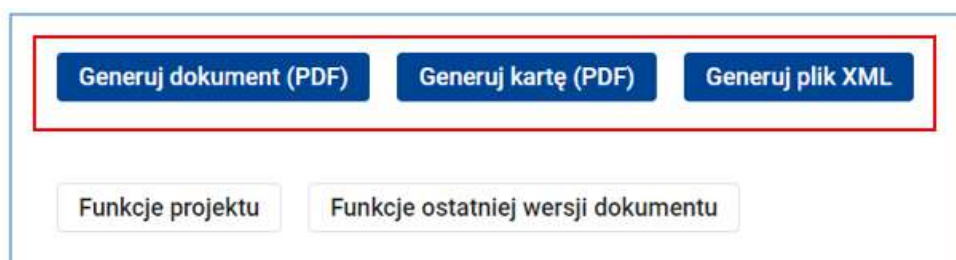 Generuj dokument (PDF) Generuj kartę (PDF) Generuj plik XML
Funkcje projektu Funkcje ostatniej wersji dokumentu